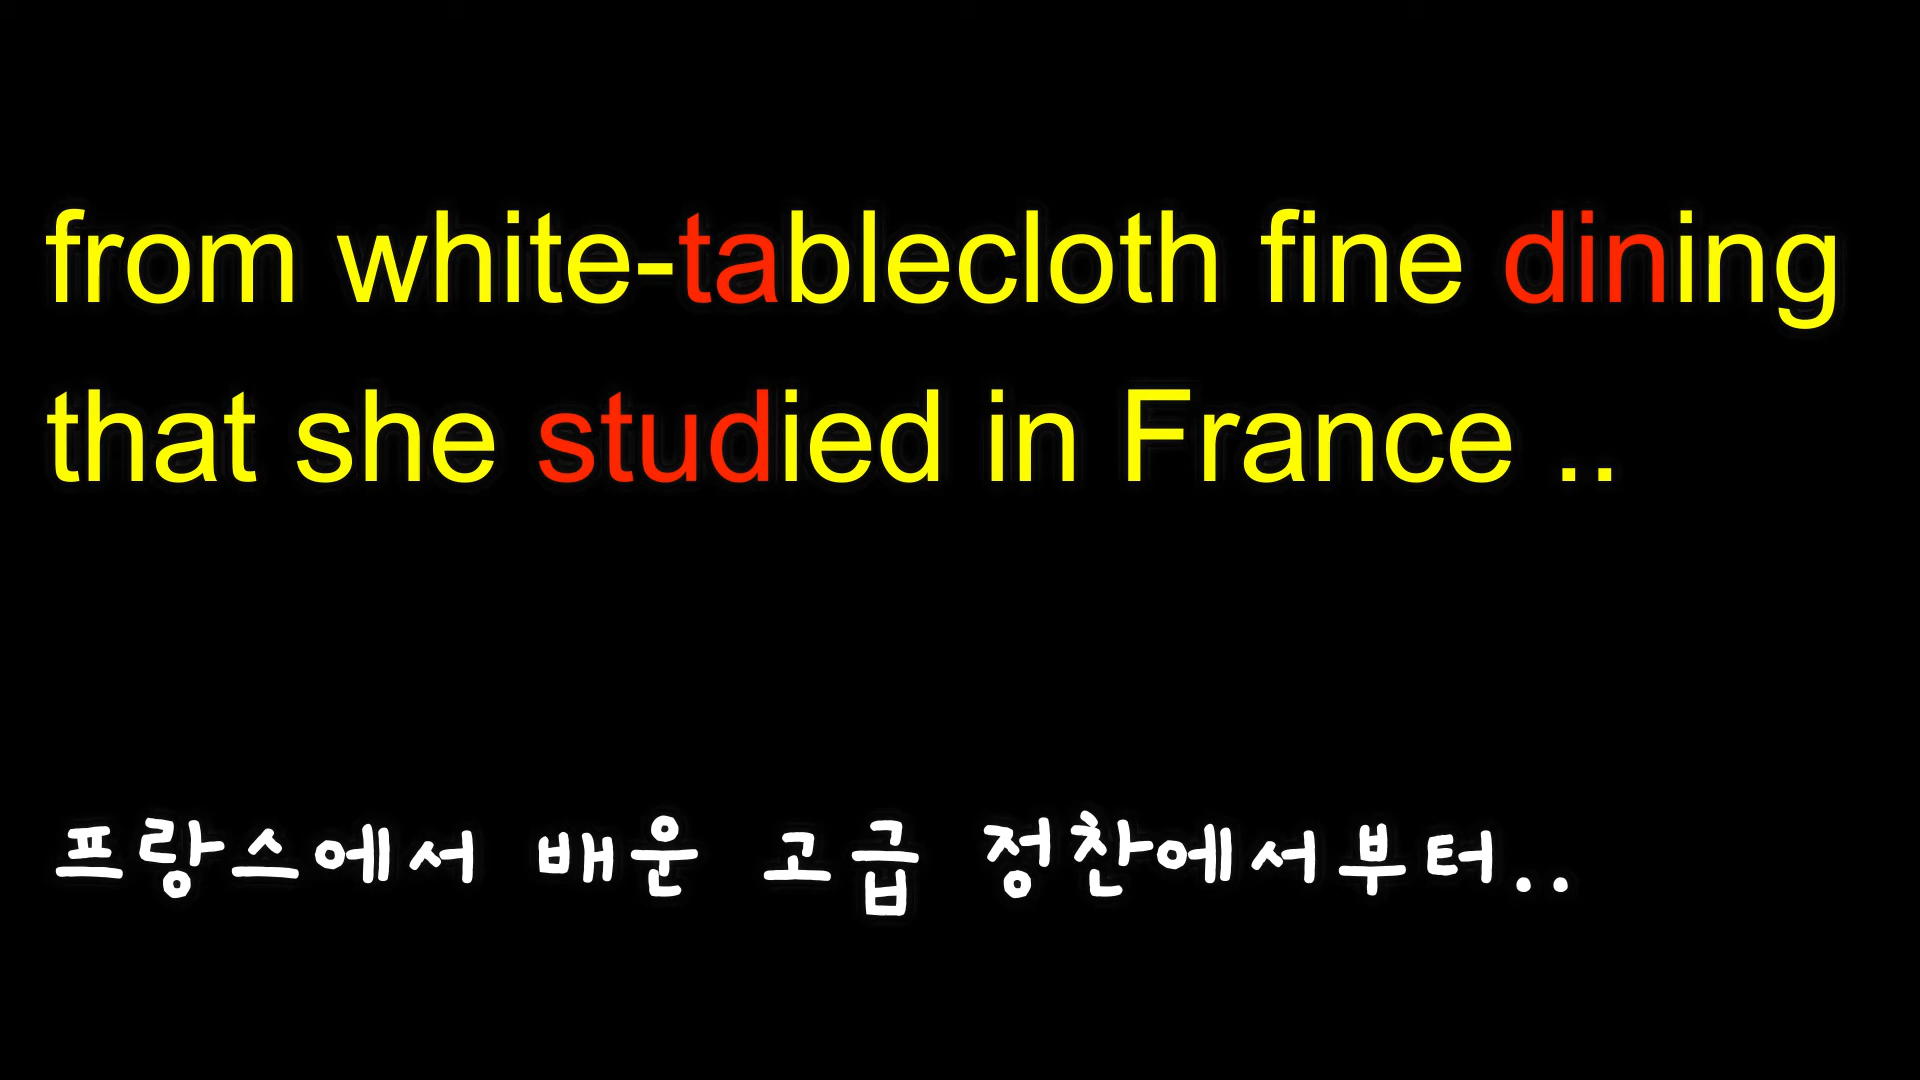 from white-tablecloth fine dining
that she studied in France ..
프랑스에서 배운 고급 정찬에서부터..